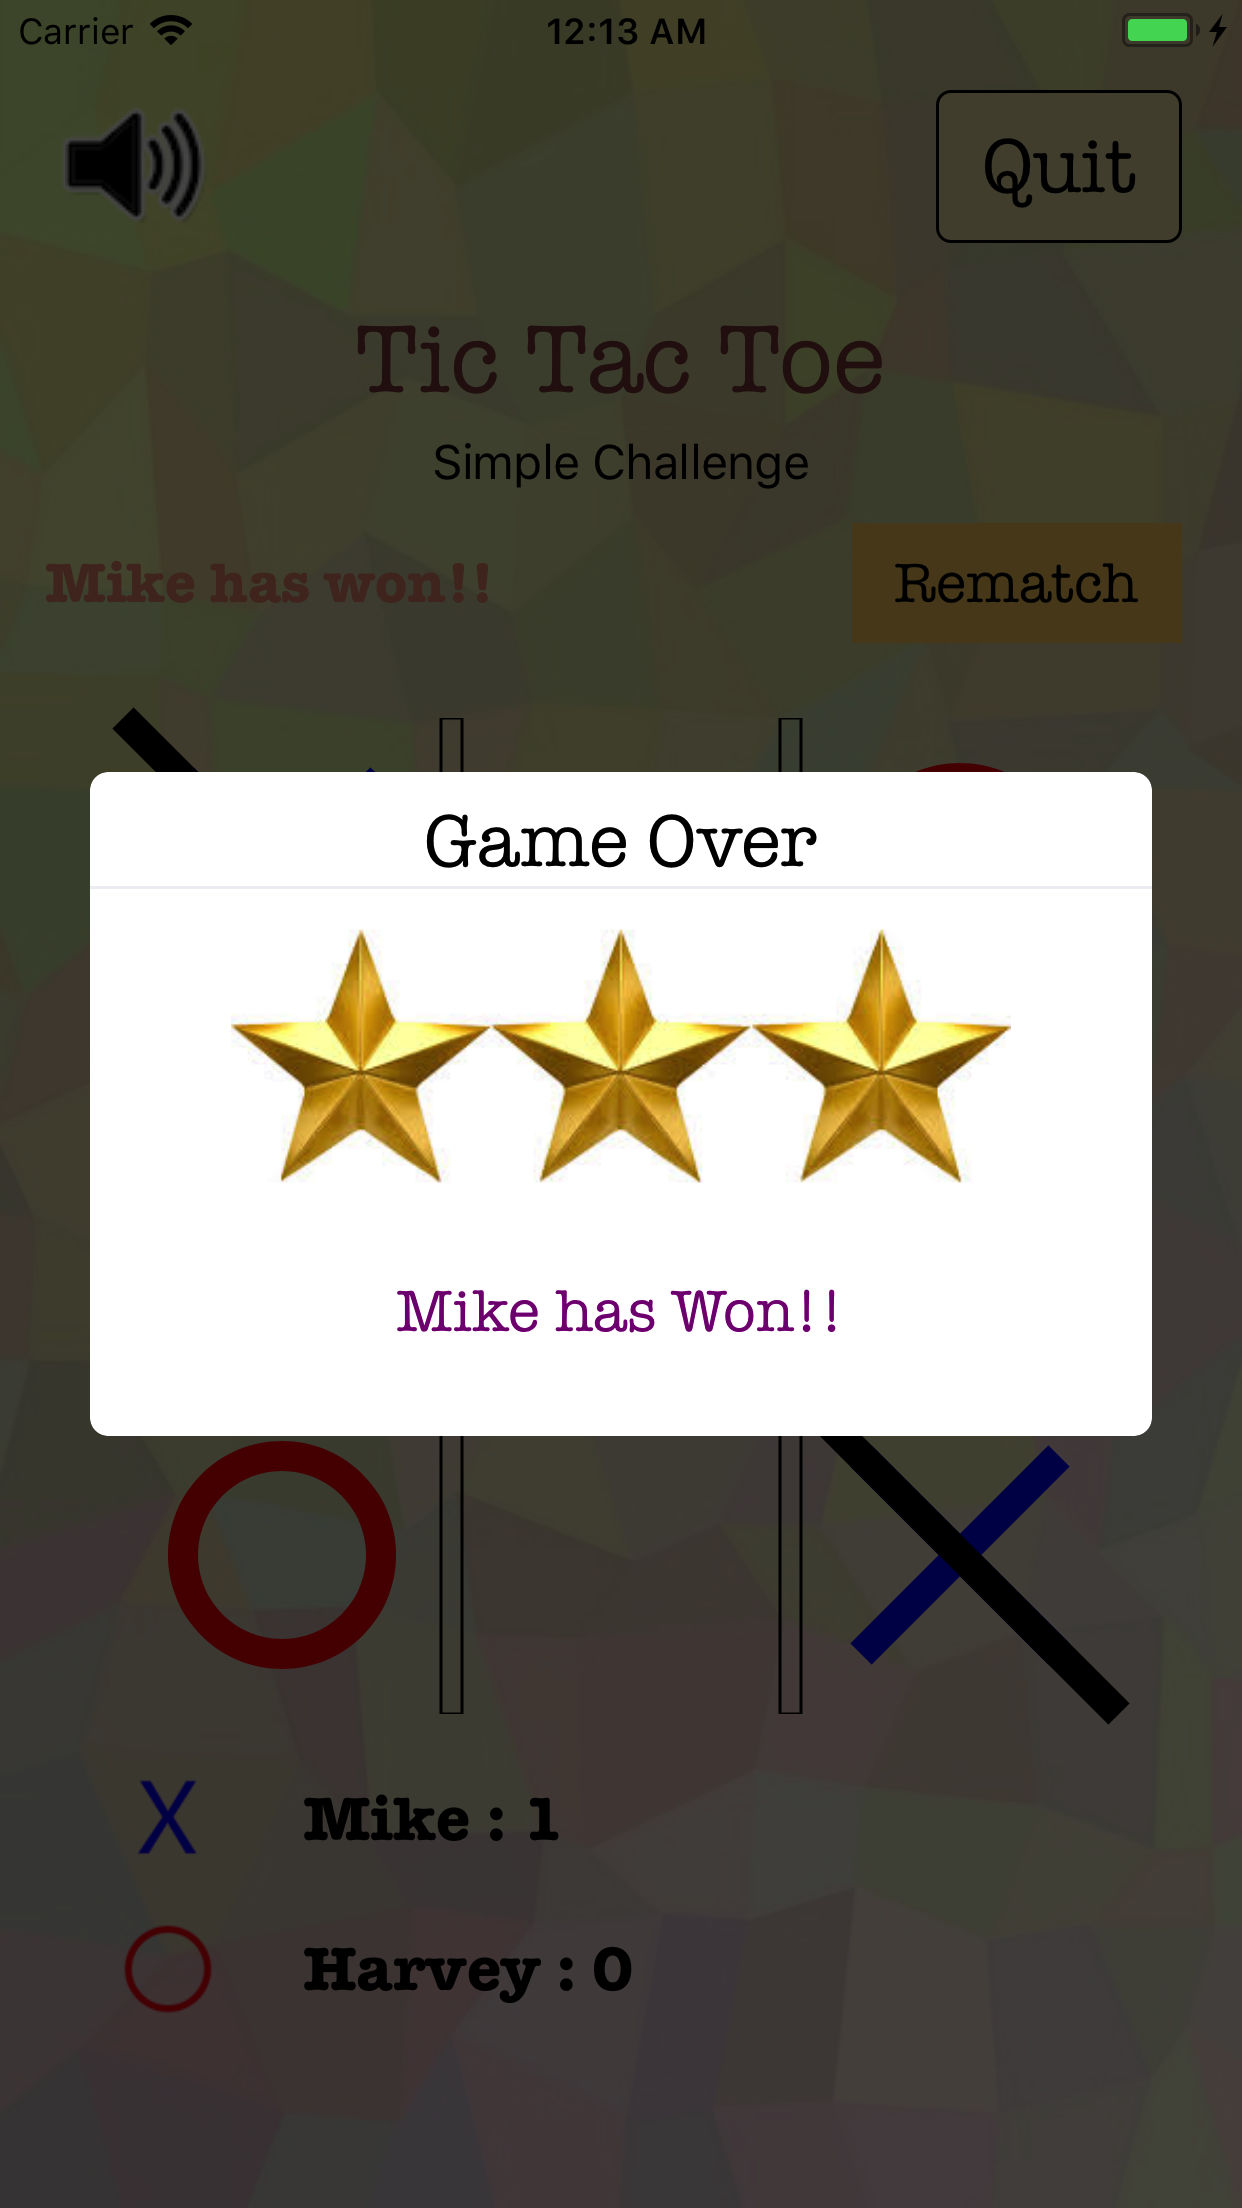 Carrier 12:13 AM
Quit
Tic Tac Toe
Simple Challenge
Mike has won!! Rematch
Game Over
Mike has Won!!
X Mike : 1
Harvey : 0